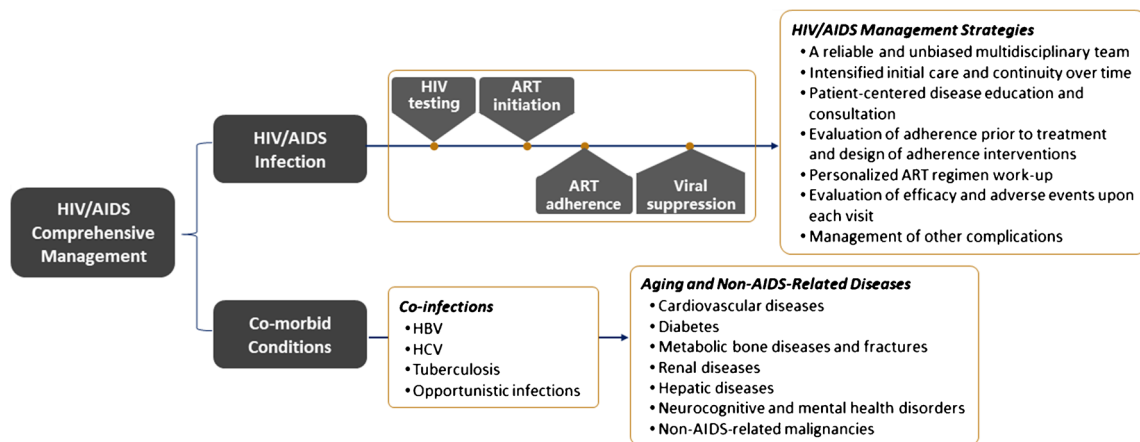 HIV/AIDS
Comprehensive
Management
HIV/AIDS
Infection
HIV
testing
ART
initiation
ART
adherence
Viral
suppression
HIV/AIDS Management Strategies
• A reliable and unbiased multidisciplinary team
• Intensified initial care and continuity over time
• Patient-centered disease education and
consultation
• Evaluation of adherence prior to treatment
and design of adherence interventions
• Personalized ART regimen work-up
• Evaluation of efficacy and adverse events upon
each visit
• Management of other complications
Co-morbid
Conditions
Co-infections
• HBV
• HCV
• Tuberculosis
• Opportunistic infections
Aging and Non-AIDS-Related Diseases
• Cardiovascular diseases
• Diabetes
• Metabolic bone diseases and fractures
• Renal diseases
• Hepatic diseases
• Neurocognitive and mental health disorders
• Non-AIDS-related malignancies